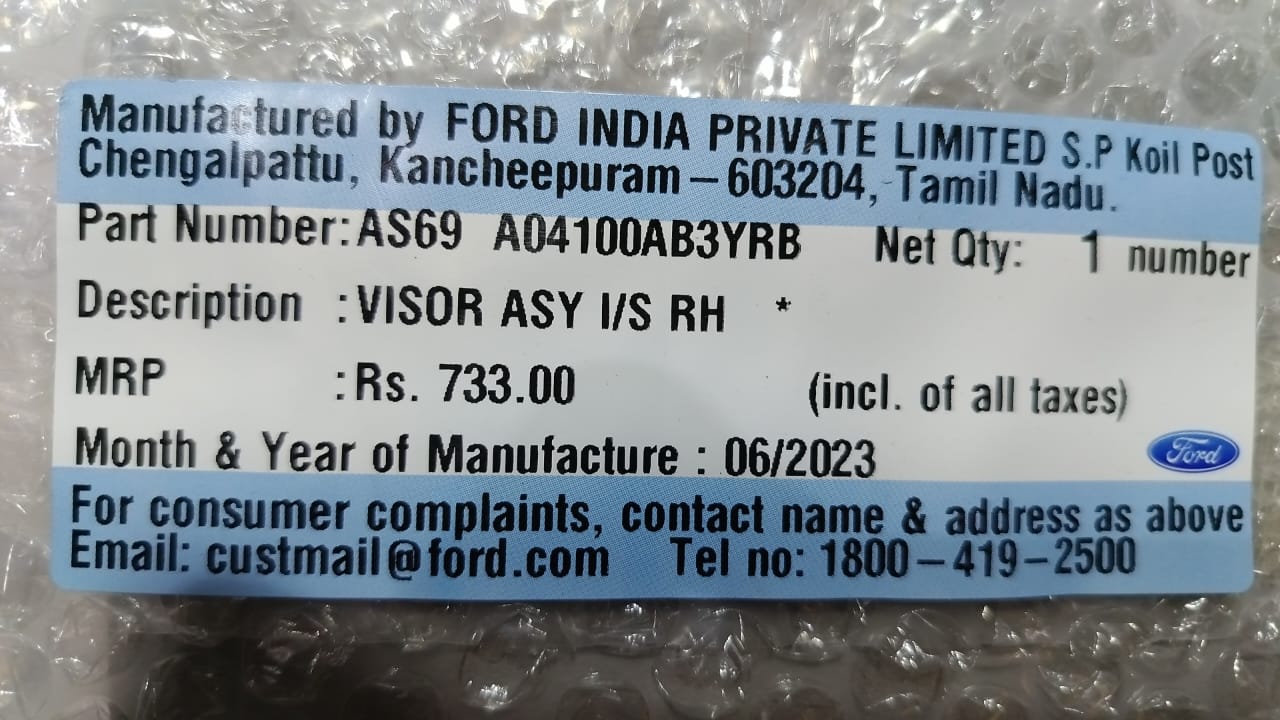 Manufactured by FORD INDIA PRIVATE LIMITED S.P Koil Post
Chengalpattu, Kancheepuram – 603204, Tamil Nadu.
Part Number: AS69 A04100AB3YRB Net Qty: 1 number
Description : VISOR ASY I/S RH *
MRP : Rs. 733.00 (incl. of all taxes)
Month & Year of Manufacture : 06/2023
Ford
For consumer complaints, contact name & address as above
Email: custmail@ford.com Tel no: 1800–419–2500